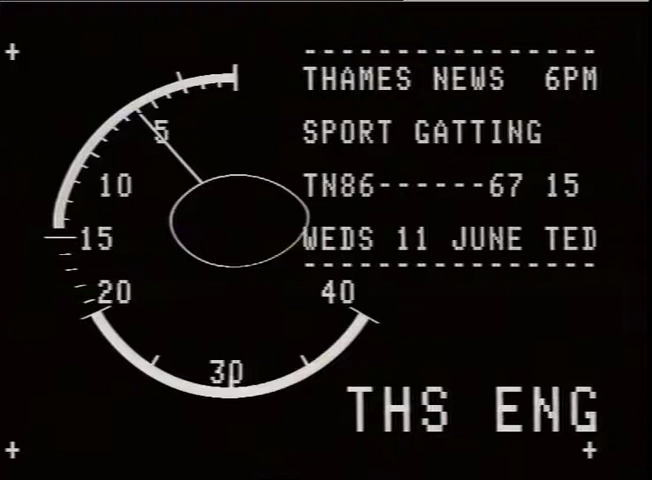 THAMES NEWS 6PM
SPORT GATTING
TN86------67 15
WEDS 11 JUNE TED
5
10
15
20
30
40
THS ENG